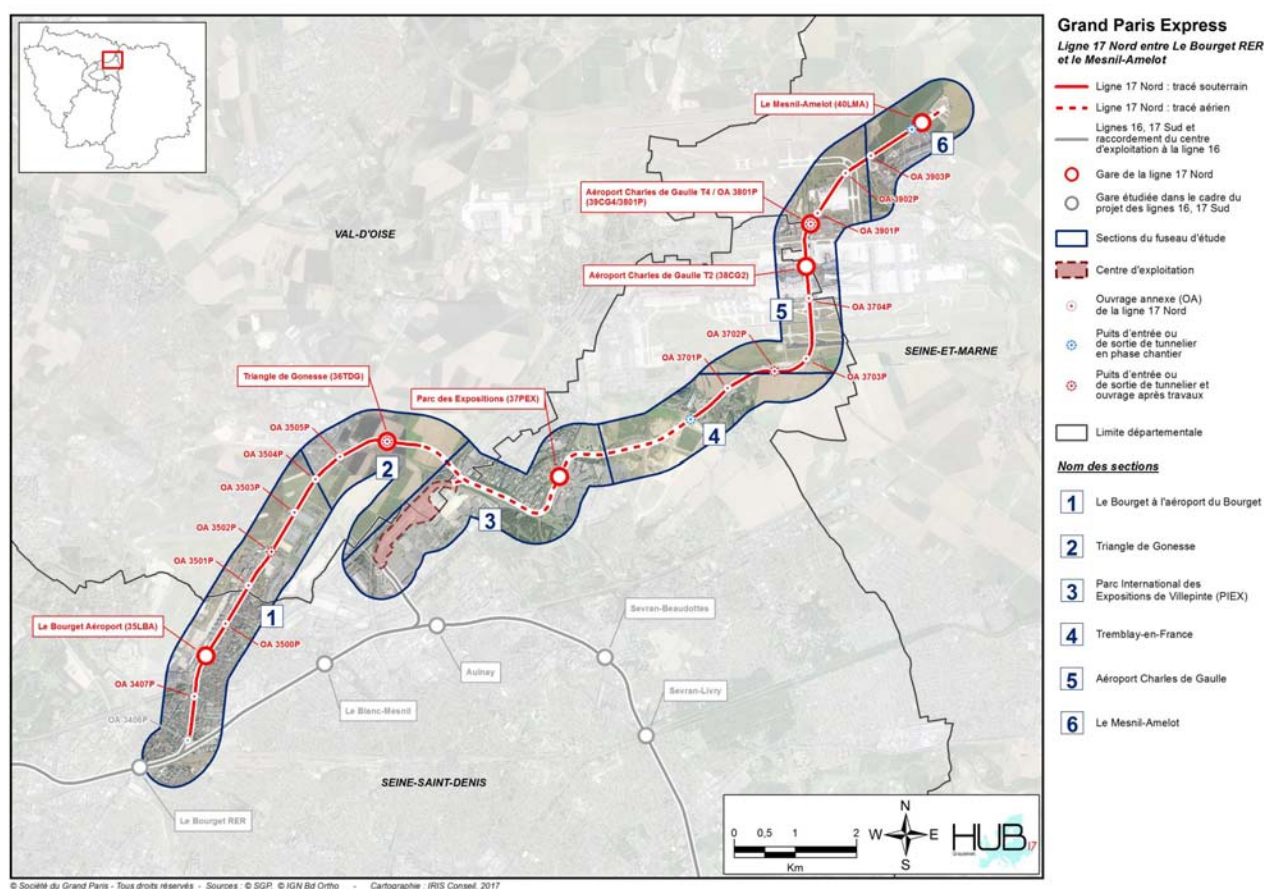 Grand Paris Express
Ligne 17 Nord entre Le Bourget RER
et le Mesnil-Amelot
Ligne 17 Nord : tracé souterrain
Ligne 17 Nord : tracé aérien
Lignes 16, 17 Sud et
raccordement du centre
d'exploitation à la ligne 16
Gare de la ligne 17 Nord
Gare étudiée dans le cadre du
projet des lignes 16, 17 Sud
Sections du fuseau d'étude
Centre d'exploitation
Ouvrage annexe (OA)
de la ligne 17 Nord
Puits d'entrée ou
de sortie de tunnelier
en phase chantier
Puits d'entrée ou
de sortie de tunnelier et
ouvrage après travaux
Limite départementale
Nom des sections
1 Le Bourget à l'aéroport du Bourget
2 Triangle de Gonesse
3 Parc International des
Expositions de Villepinte (PIEX)
4 Tremblay-en-France
5 Aéroport Charles de Gaulle
6 Le Mesnil-Amelot
Le Mesnil-Amelot (40LMA)
6
OA 3903P
OA 3902P
Aéroport Charles de Gaulle T4 / OA 3801P
(39CG4/3801P)
OA 3901P
VAL-D'OISE
Aéroport Charles de Gaulle T2 (38CG2)
5
OA 3704P
OA 3702P
SEINE-ET-MARNE
OA 3701P
OA 3703P
Triangle de Gonesse (36TDG)
Parc des Expositions (37PEX)
OA 3505P
4
OA 3504P
2
OA 3503P
3
OA 3502P
OA 3501P
1
Le Bourget Aéroport (35LBA)
OA 3500P
Sevran-Beaudottes
Aulnay
OA 3407P
Sevran-Livry
Le Blanc-Mesnil
OA 3406P
SEINE-SAINT-DENIS
Le Bourget RER
0 0,5 1 2
Km
N
W E
S
HUB 17
© Société du Grand Paris - Tous droits réservés - Sources : © SGP, © IGN Bd Ortho - Cartographie : IRIS Conseil, 2017